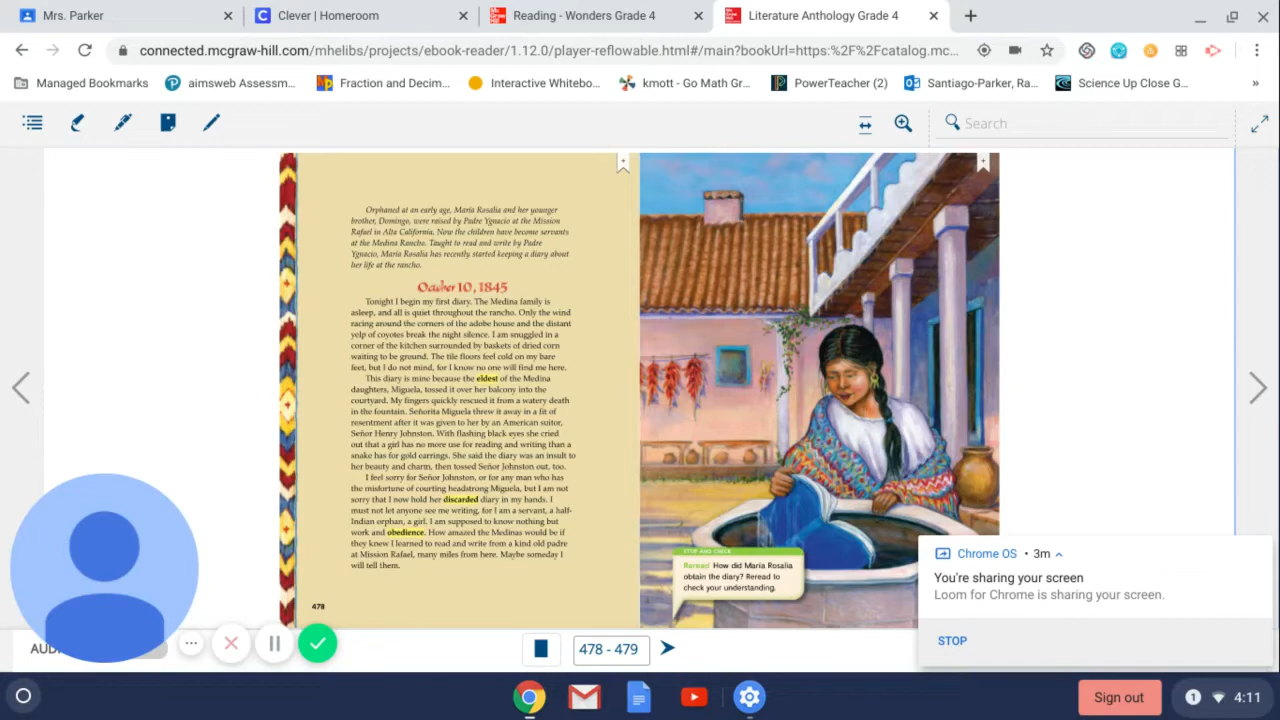 Mrs. Parker
Clever | Homeroom
Reading - Wonders Grade 4
Literature Anthology Grade 4
connected.mcgraw-hill.com/mhelibs/projects/ebook-reader/1.12.0/player-reflowable.html#/main?bookUrl=https:%2F%2Fcatalog.mc...
Managed Bookmarks
aimsweb Assessm...
Fraction and Decim...
Interactive Whitebo...
kmott - Go Math Gr...
PowerTeacher (2)
Santiago-Parker, Ra...
Science Up Close G...
»
Search
Orphaned at an early age, María Rosalia and her younger
brother, Domingo, were raised by Padre Ygnacio at the Mission
Rafael in Alta California. Now the children have become servants
at the Medina Rancho. Taught to read and write by Padre
Ygnacio, María Rosalia has recently started keeping a diary about
her life at the rancho.
October 10, 1845
Tonight I begin my first diary. The Medina family is
asleep, and all is quiet throughout the rancho. Only the wind
racing around the corners of the adobe house and the distant
yelp of coyotes break the night silence. I am snuggled in a
corner of the kitchen surrounded by baskets of dried corn
waiting to be ground. The tile floors feel cold on my bare
feet, but I do not mind, for I know no one will find me here.
This diary is mine because the eldest of the Medina
daughters, Miguela, tossed it over her balcony into the
courtyard. My fingers quickly rescued it from a watery death
in the fountain. Señorita Miguela threw it away in a fit of
resentment after it was given to her by an American suitor,
Señor Henry Johnston. With flashing black eyes she cried
out that a girl has no more use for reading and writing than a
snake has for gold earrings. She said the diary was an insult to
her beauty and charm, then tossed Señor Johnston out, too.
I feel sorry for Señor Johnston, or for any man who has
the misfortune of courting headstrong Miguela, but I am not
sorry that I now hold her discarded diary in my hands. I
must not let anyone see me writing, for I am a servant, a half-
Indian orphan, a girl. I am supposed to know nothing but
work and obedience. How amazed the Medinas would be if
they knew I learned to read and write from a kind old padre
at Mission Rafael, many miles from here. Maybe someday I
will tell them.
478
STOP AND CHECK
Reread How did María Rosalia
obtain the diary? Reread to
check your understanding.
Chrome OS • 3m
You're sharing your screen
Loom for Chrome is sharing your screen.
STOP
478 - 479
Sign out
1
4:11